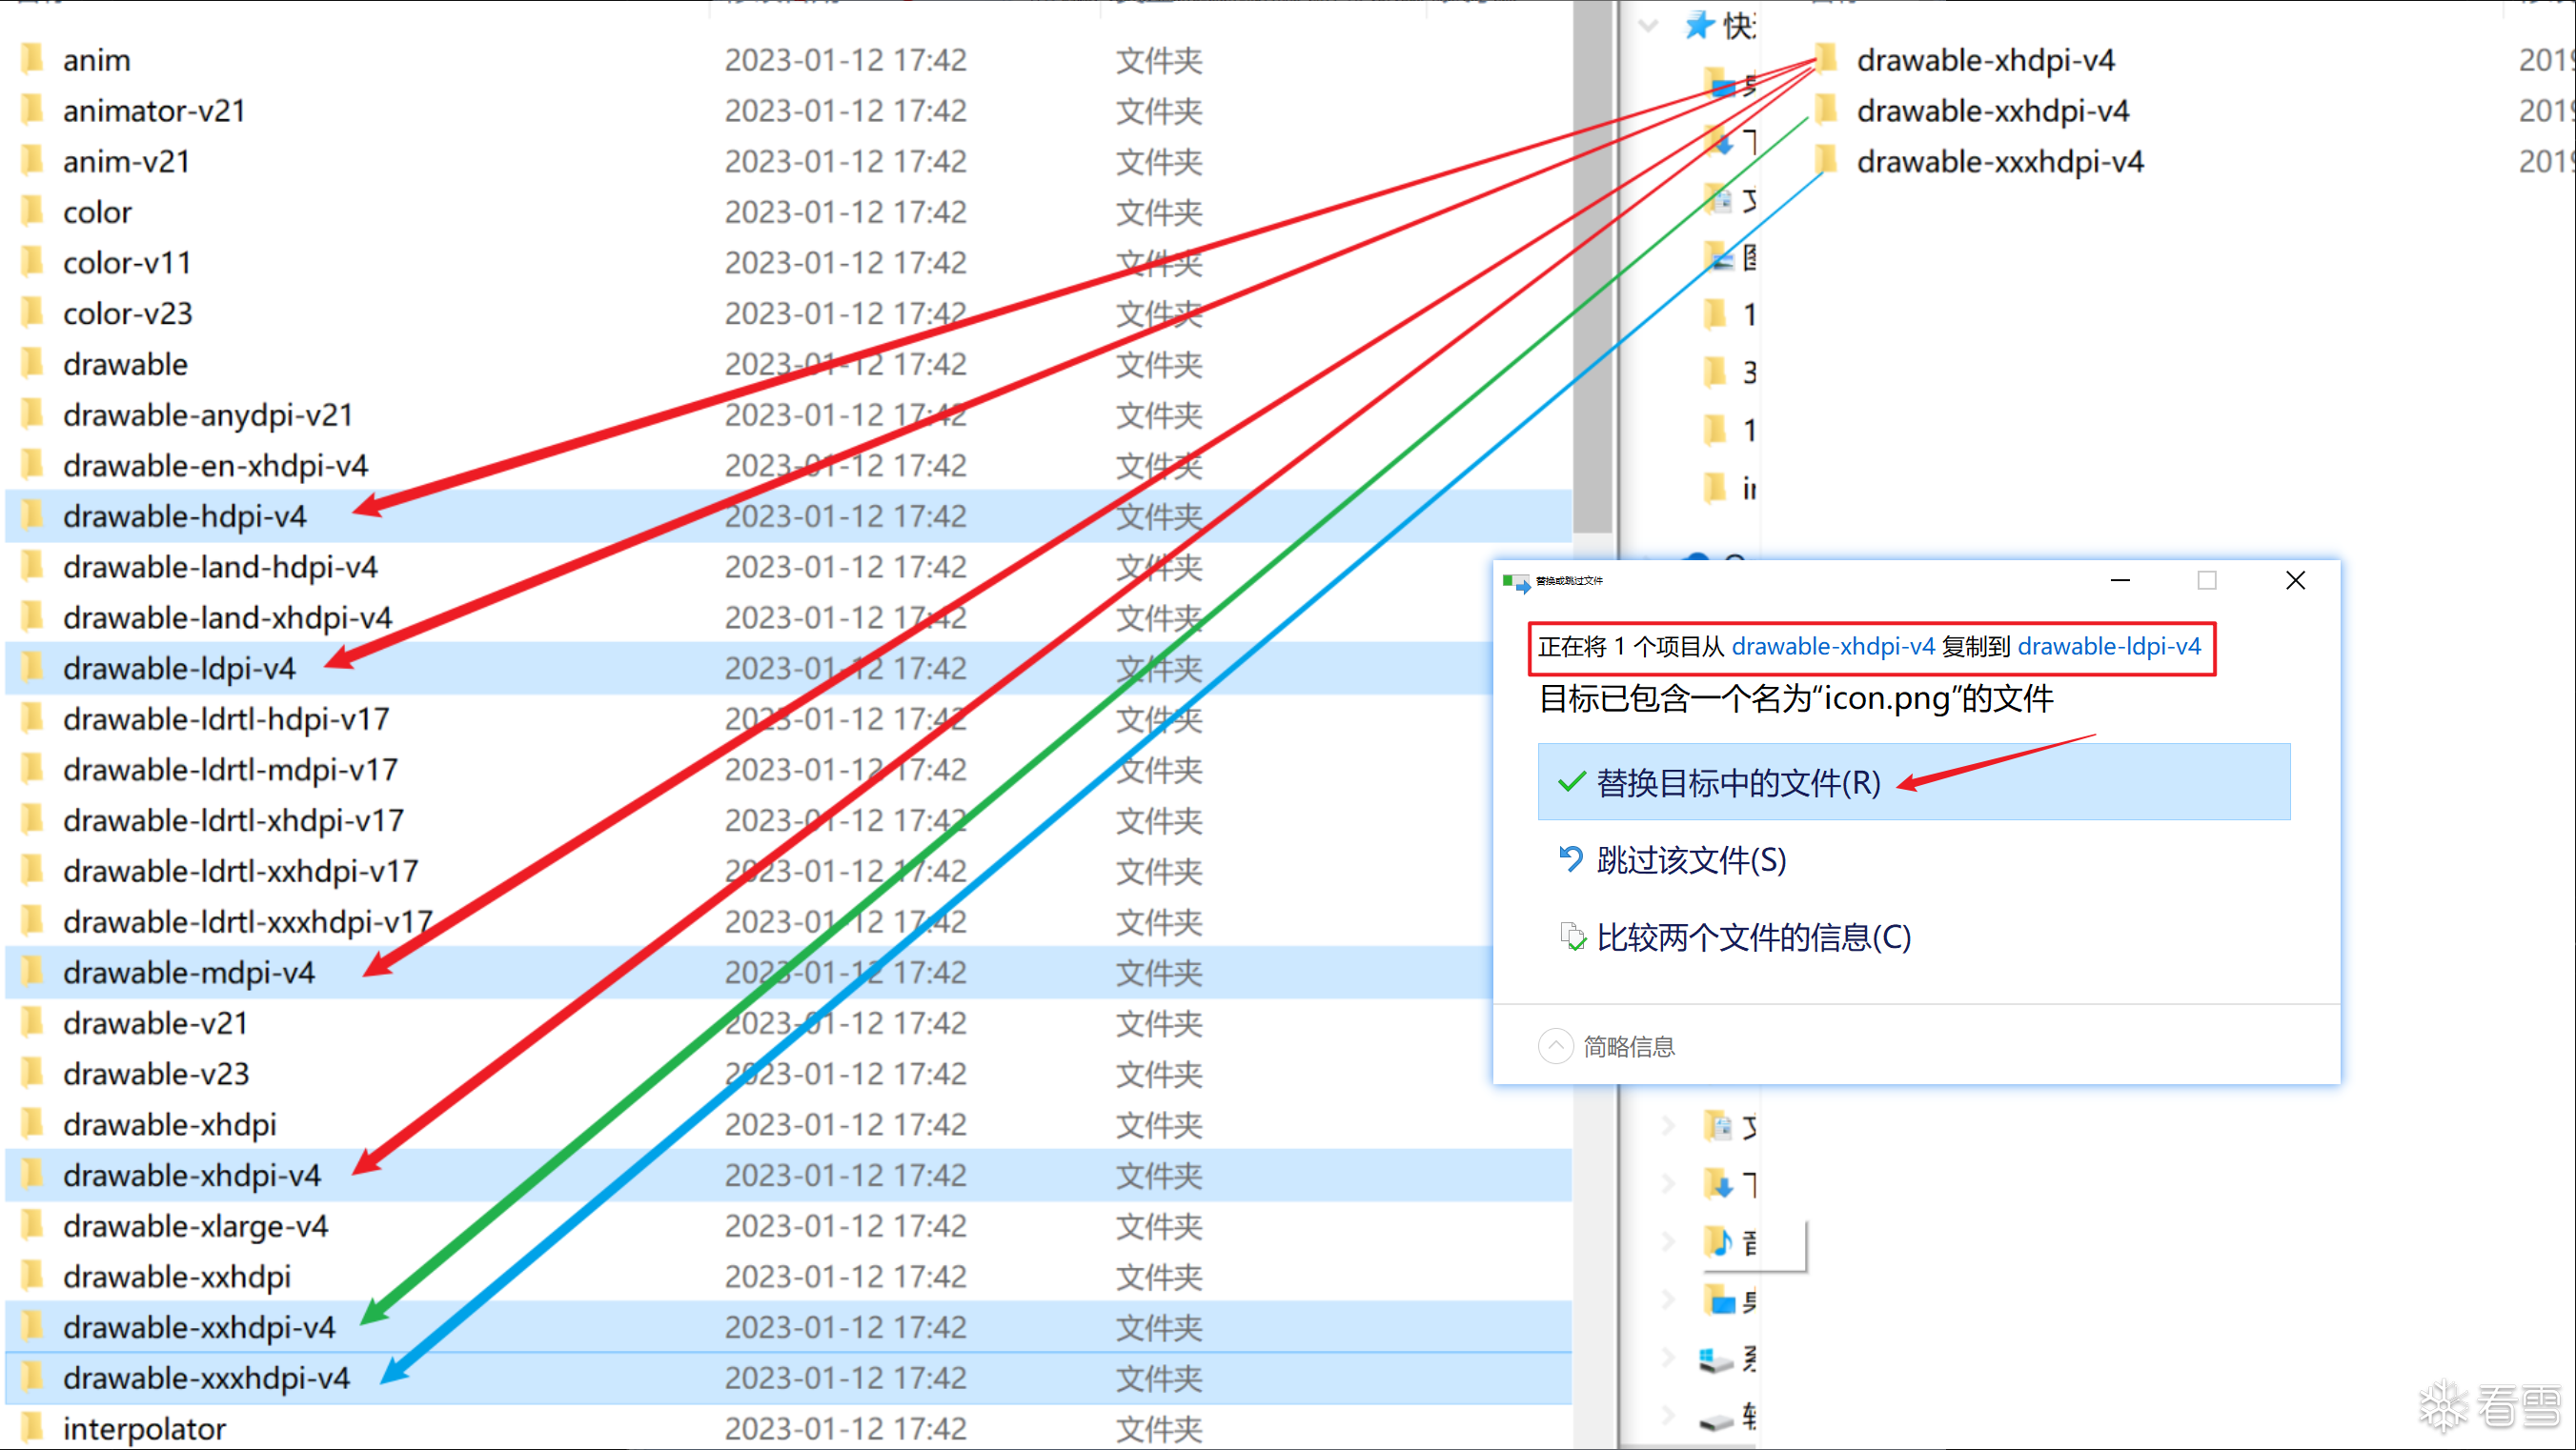 anim 2023-01-12 17:42 文件夹
animator-v21 2023-01-12 17:42 文件夹
anim-v21 2023-01-12 17:42 文件夹
color 2023-01-12 17:42 文件夹
color-v11 2023-01-12 17:42 文件夹
color-v23 2023-01-12 17:42 文件夹
drawable 2023-01-12 17:42 文件夹
drawable-anydpi-v21 2023-01-12 17:42 文件夹
drawable-en-xhdpi-v4 2023-01-12 17:42 文件夹
drawable-hdpi-v4 2023-01-12 17:42 文件夹
drawable-land-hdpi-v4 2023-01-12 17:42 文件夹
drawable-land-xhdpi-v4 2023-01-12 17:42 文件夹
drawable-ldpi-v4 2023-01-12 17:42 文件夹
drawable-ldrtl-hdpi-v17 2023-01-12 17:42 文件夹
drawable-ldrtl-mdpi-v17 2023-01-12 17:42 文件夹
drawable-ldrtl-xhdpi-v17 2023-01-12 17:42 文件夹
drawable-ldrtl-xxhdpi-v17 2023-01-12 17:42 文件夹
drawable-ldrtl-xxxhdpi-v17 2023-01-12 17:42 文件夹
drawable-mdpi-v4 2023-01-12 17:42 文件夹
drawable-v21 2023-01-12 17:42 文件夹
drawable-v23 2023-01-12 17:42 文件夹
drawable-xhdpi 2023-01-12 17:42 文件夹
drawable-xhdpi-v4 2023-01-12 17:42 文件夹
drawable-xlarge-v4 2023-01-12 17:42 文件夹
drawable-xxhdpi 2023-01-12 17:42 文件夹
drawable-xxhdpi-v4 2023-01-12 17:42 文件夹
drawable-xxxhdpi-v4 2023-01-12 17:42 文件夹
interpolator 2023-01-12 17:42 文件夹
快
图
1
3
1
drawable-xhdpi-v4 2019
drawable-xxhdpi-v4 2019
drawable-xxxhdpi-v4 2019
替换或跳过文件
正在将 1 个项目从 drawable-xhdpi-v4 复制到 drawable-ldpi-v4
目标已包含一个名为“icon.png”的文件
替换目标中的文件(R)
跳过该文件(S)
比较两个文件的信息(C)
简略信息
看雪